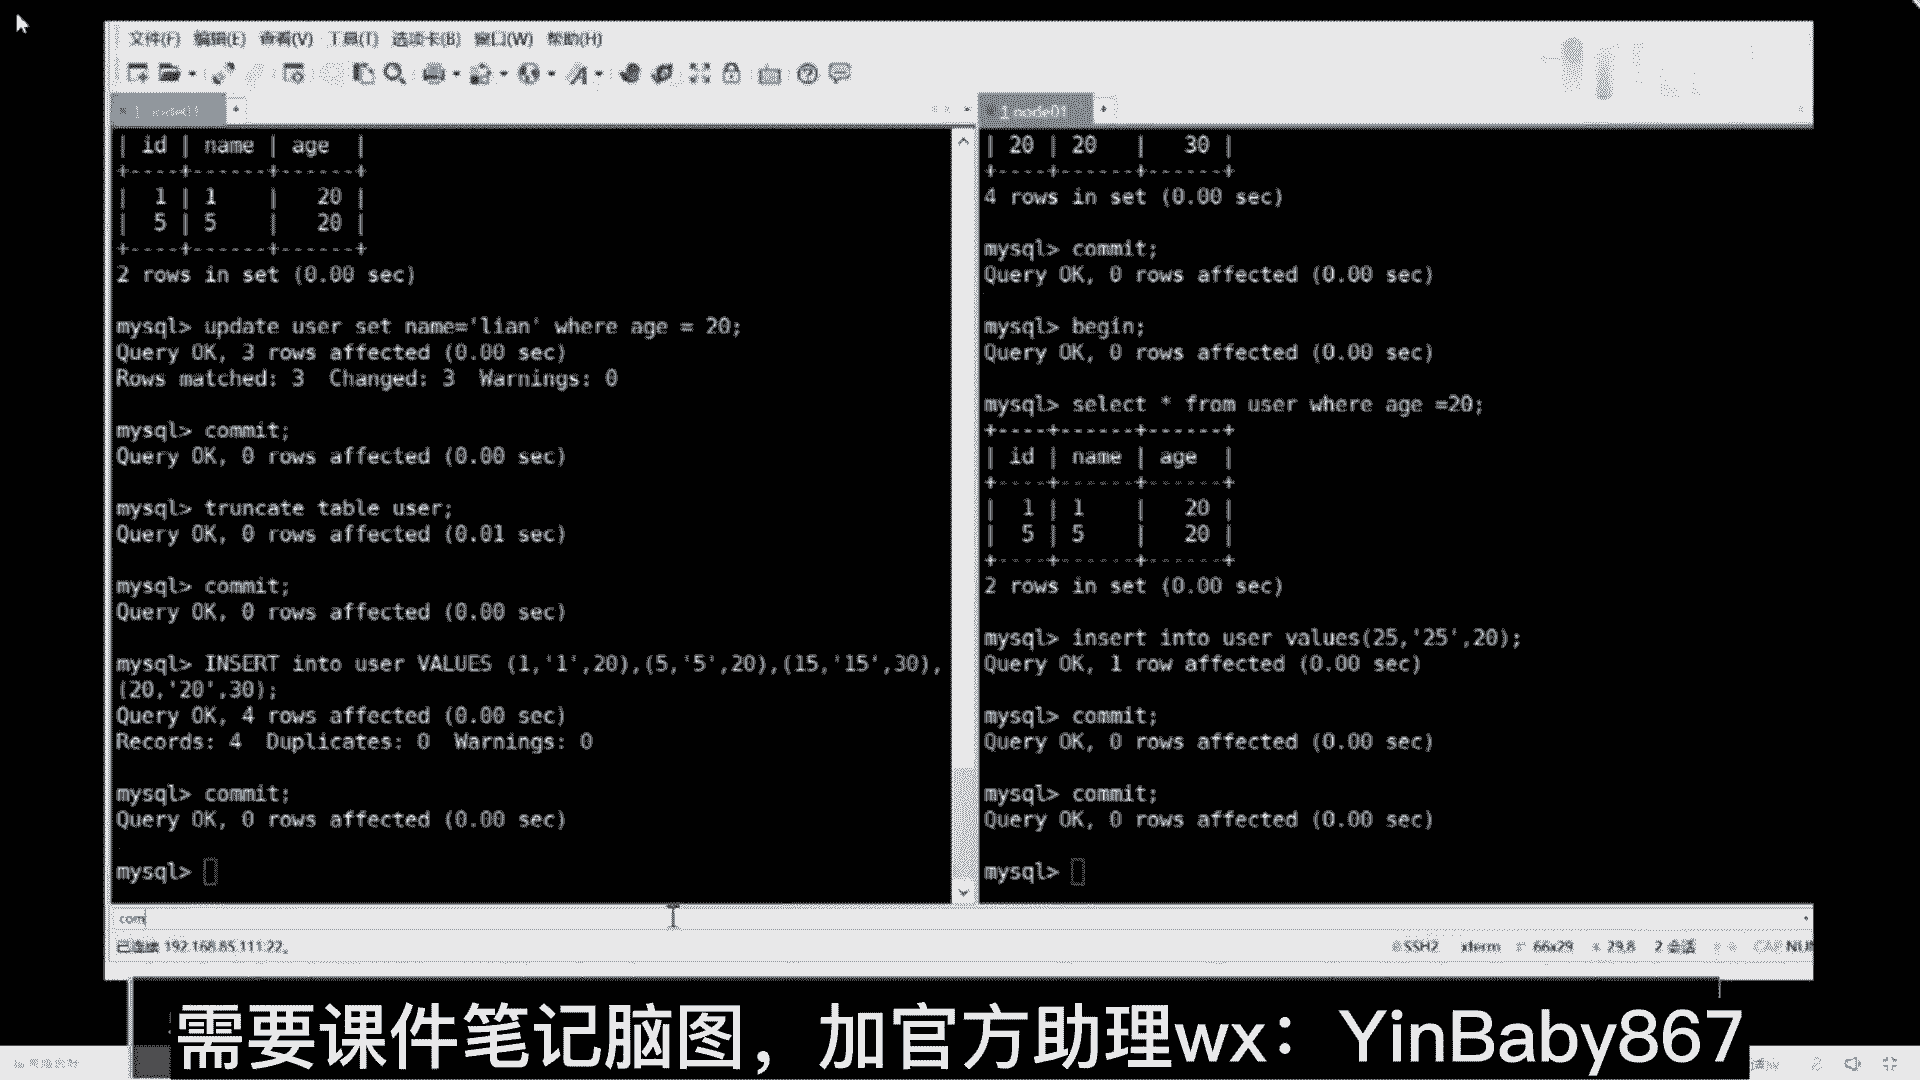 文件(F) 编辑(E) 查看(V) 工具(T) 选项卡(B) 窗口(W) 帮助(H)
1 node01
| id | name | age  |
+----+------+------+
|  1 | 1    |   20 |
|  5 | 5    |   20 |
+----+------+------+
2 rows in set (0.00 sec)
mysql> update user set name='lian' where age = 20;
Query OK, 3 rows affected (0.00 sec)
Rows matched: 3  Changed: 3  Warnings: 0
mysql> commit;
Query OK, 0 rows affected (0.00 sec)
mysql> truncate table user;
Query OK, 0 rows affected (0.01 sec)
mysql> commit;
Query OK, 0 rows affected (0.00 sec)
mysql> INSERT into user VALUES (1,'1',20),(5,'5',20),(15,'15',30),
(20,'20',30);
Query OK, 4 rows affected (0.00 sec)
Records: 4  Duplicates: 0  Warnings: 0
mysql> commit;
Query OK, 0 rows affected (0.00 sec)
mysql>
1 node01
| 20 | 20   |   30 |
+----+------+------+
4 rows in set (0.00 sec)
mysql> commit;
Query OK, 0 rows affected (0.00 sec)
mysql> begin;
Query OK, 0 rows affected (0.00 sec)
mysql> select * from user where age =20;
+----+------+------+
| id | name | age  |
+----+------+------+
|  1 | 1    |   20 |
|  5 | 5    |   20 |
+----+------+------+
2 rows in set (0.00 sec)
mysql> insert into user values(25,'25',20);
Query OK, 1 row affected (0.00 sec)
mysql> commit;
Query OK, 0 rows affected (0.00 sec)
mysql> commit;
Query OK, 0 rows affected (0.00 sec)
mysql>
com
已连接 192.168.85.111:22。
SSH2 xterm 66x29 29,8 2 会话 CAP NUM
需要课件笔记脑图，加官方助理wx：YinBaby867